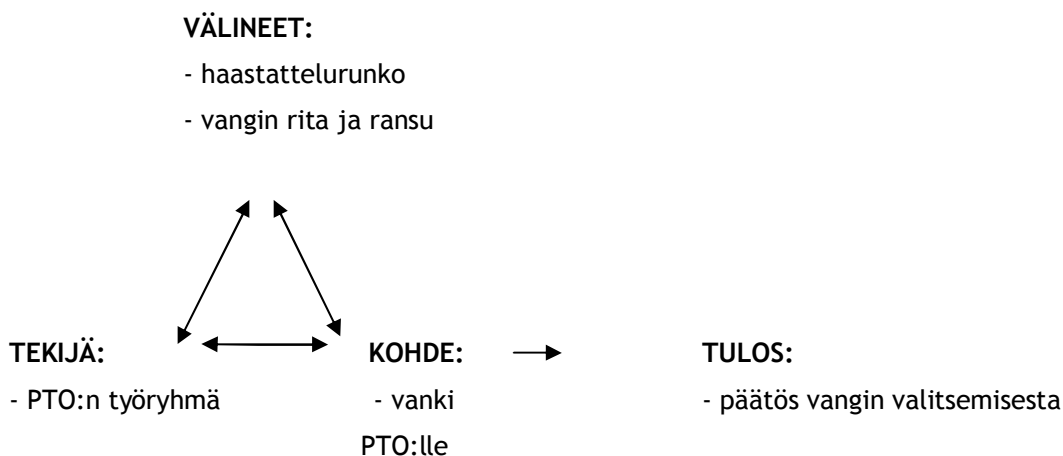 VÄLINEET:
- haastattelurunko
- vangin rita ja ransu
TEKIJÄ:
KOHDE:
TULOS:
- PTO:n työryhmä
- vanki
- päätös vangin valitsemisesta
PTO:lle